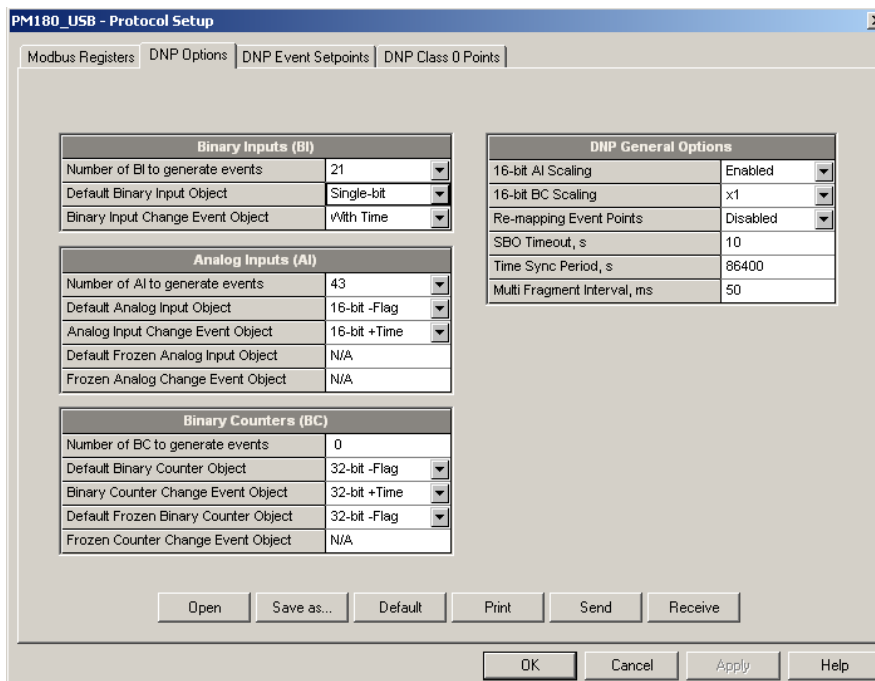 PM180_USB - Protocol Setup
Modbus Registers DNP Options DNP Event Setpoints DNP Class 0 Points
Binary Inputs (BI)
Number of BI to generate events 21
Default Binary Input Object Single-bit
Binary Input Change Event Object With Time
Analog Inputs (AI)
Number of AI to generate events 43
Default Analog Input Object 16-bit -Flag
Analog Input Change Event Object 16-bit +Time
Default Frozen Analog Input Object N/A
Frozen Analog Change Event Object N/A
Binary Counters (BC)
Number of BC to generate events 0
Default Binary Counter Object 32-bit -Flag
Binary Counter Change Event Object 32-bit +Time
Default Frozen Binary Counter Object 32-bit -Flag
Frozen Counter Change Event Object N/A
DNP General Options
16-bit AI Scaling Enabled
16-bit BC Scaling x1
Re-mapping Event Points Disabled
SBO Timeout, s 10
Time Sync Period, s 86400
Multi Fragment Interval, ms 50
Open Save as... Default Print Send Receive
OK Cancel Apply Help